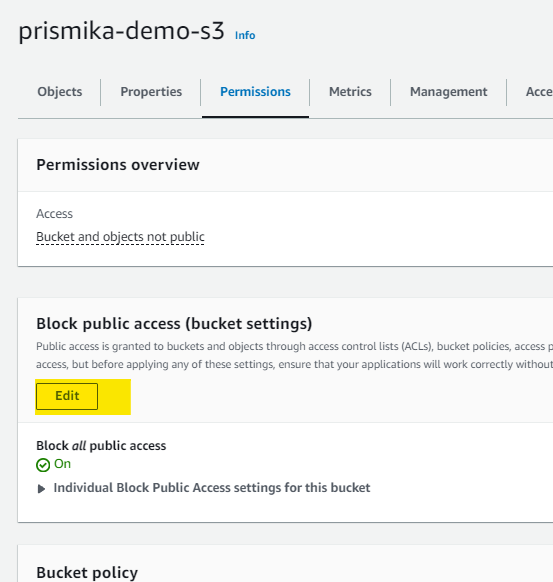 prismika-demo-s3 Info
Objects Properties Permissions Metrics Management Acce
Permissions overview
Access
Bucket and objects not public
Block public access (bucket settings)
Public access is granted to buckets and objects through access control lists (ACLs), bucket policies, access p
access, but before applying any of these settings, ensure that your applications will work correctly without
Edit
Block all public access
On
Individual Block Public Access settings for this bucket
Bucket policy